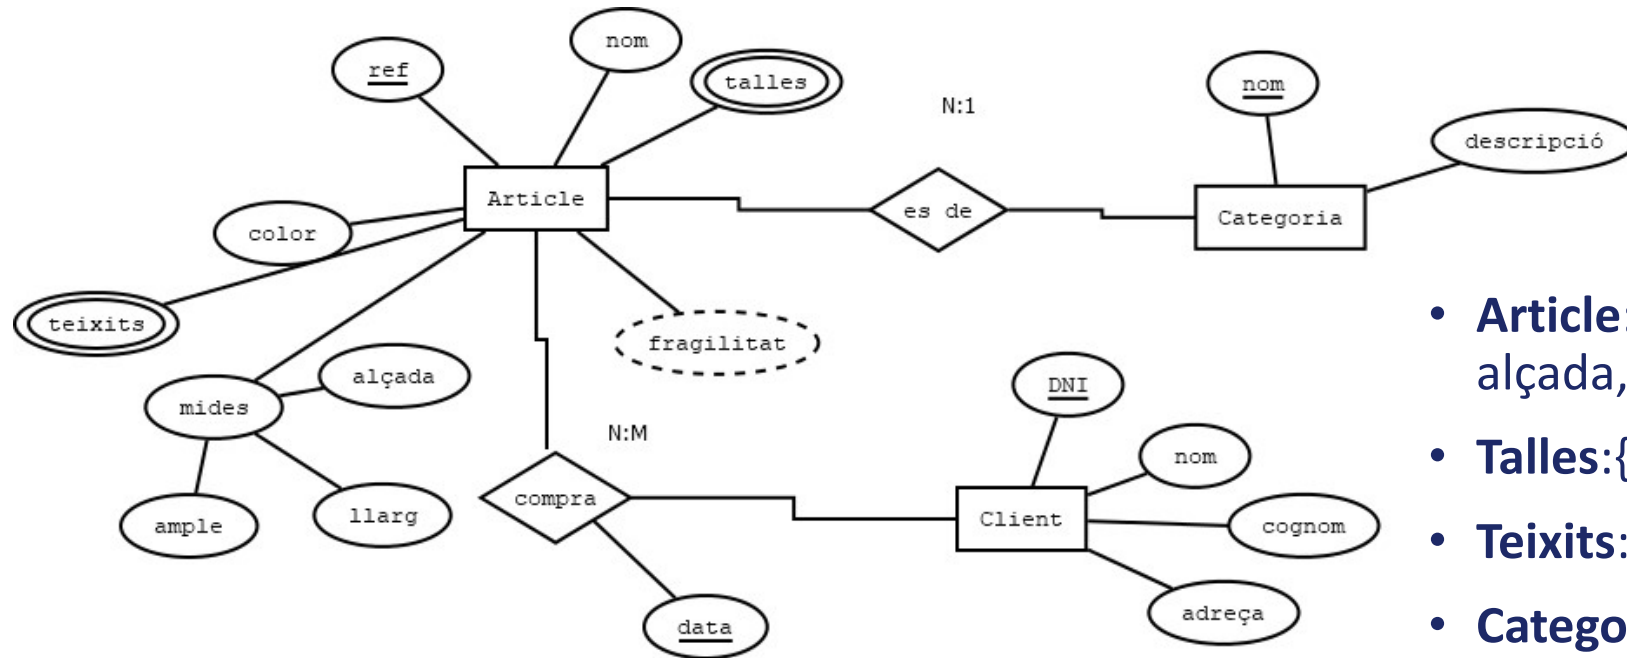 nom
ref
talles
N:1
nom
descripció
Article
es de
Categoria
color
teixits
fragilitat
alçada
mides
ample
llarg
N:M
compra
data
DNI
nom
Client
cognom
adreça
• Article:
alçada,
• Talles:{
• Teixits:
• Catego